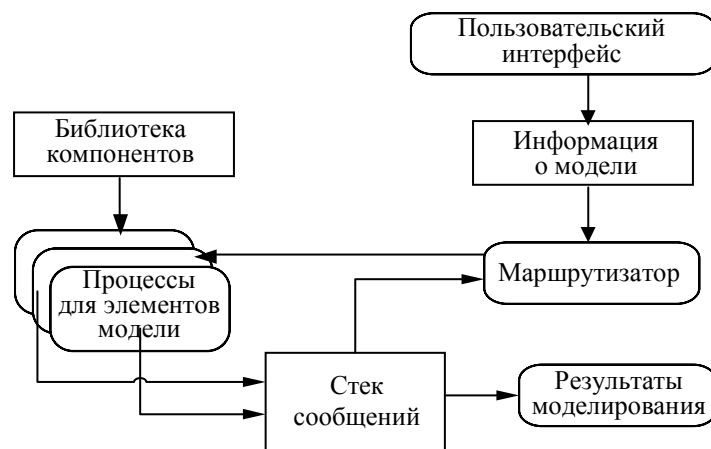 Пользовательский
интерфейс
Библиотека
компонентов
Информация
о модели
Процессы
для элементов
модели
Маршрутизатор
Стек
сообщений
Результаты
моделирования